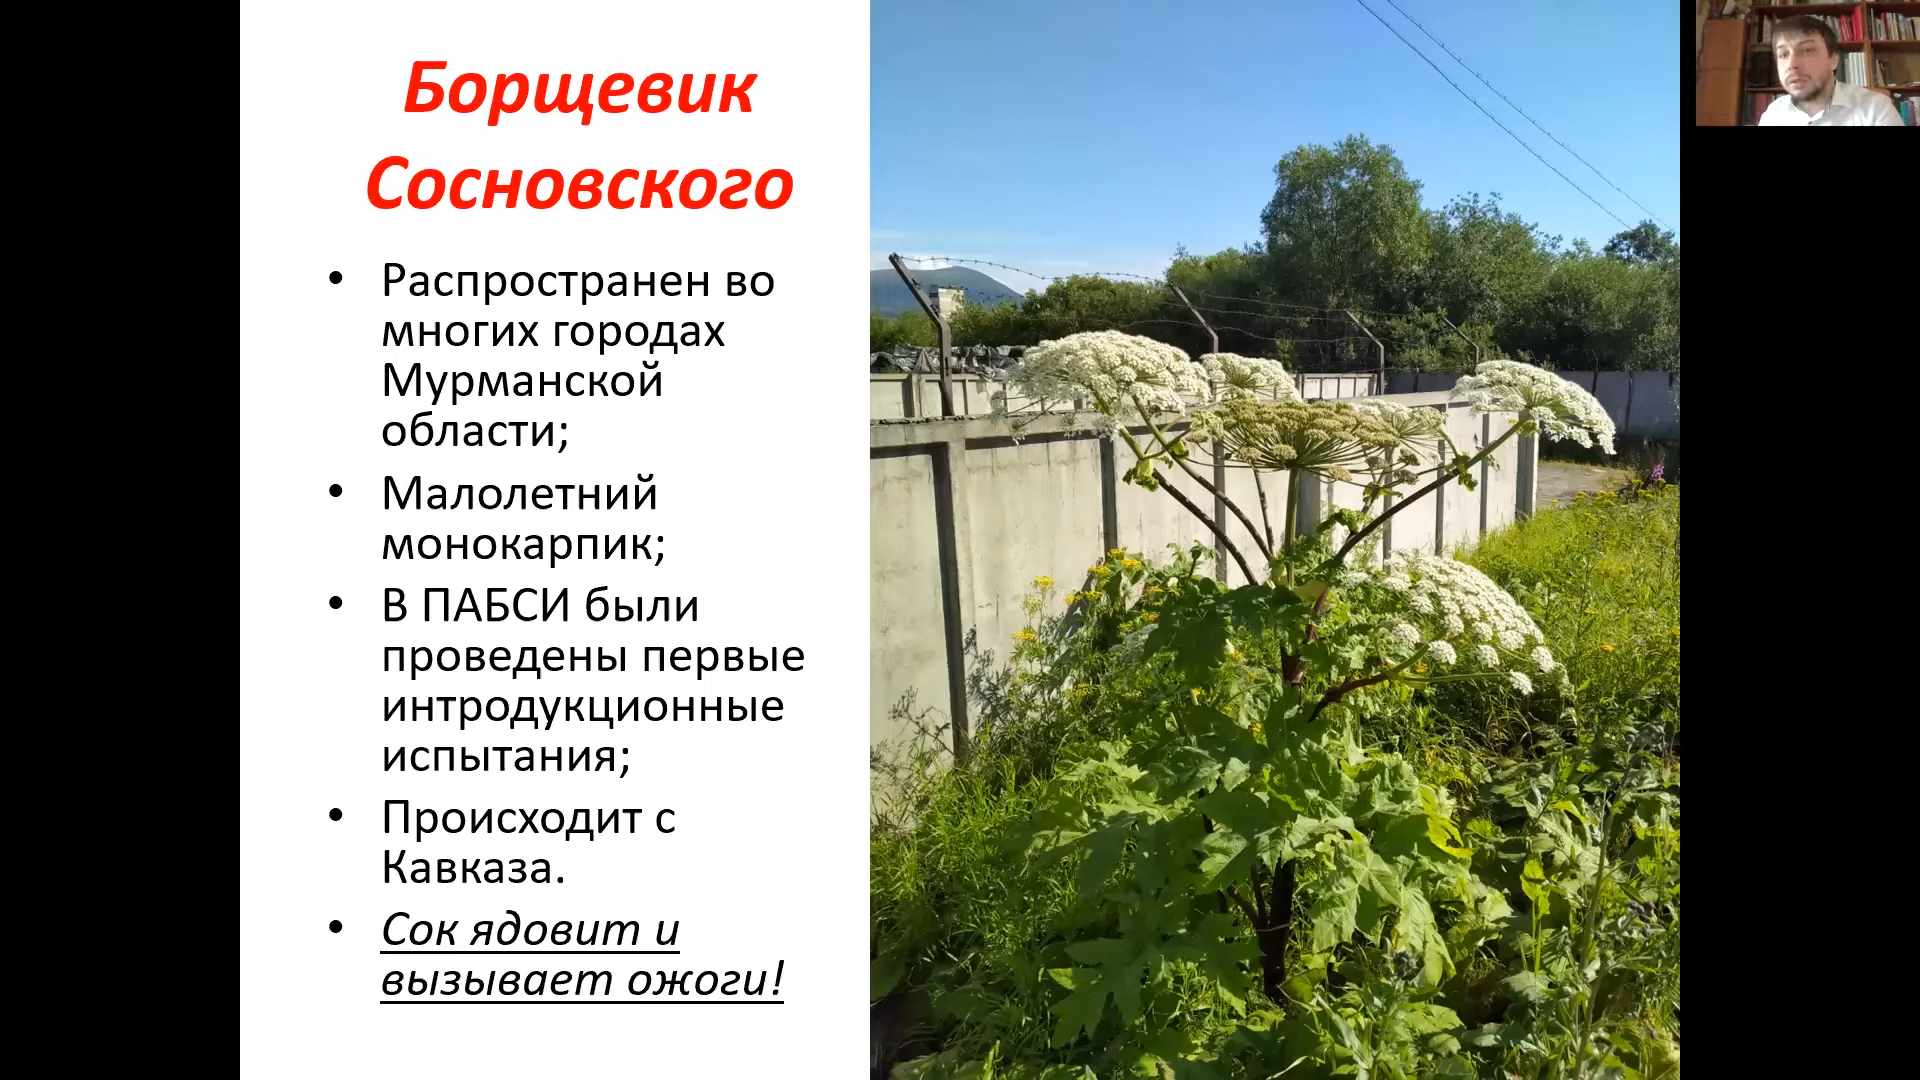 Борщевик
Сосновского
• Распространен во
многих городах
Мурманской
области;
• Малолетний
монокарпик;
• В ПАБСИ были
проведены первые
интродукционные
испытания;
• Происходит с
Кавказа.
• Сок ядовит и
вызывает ожоги!